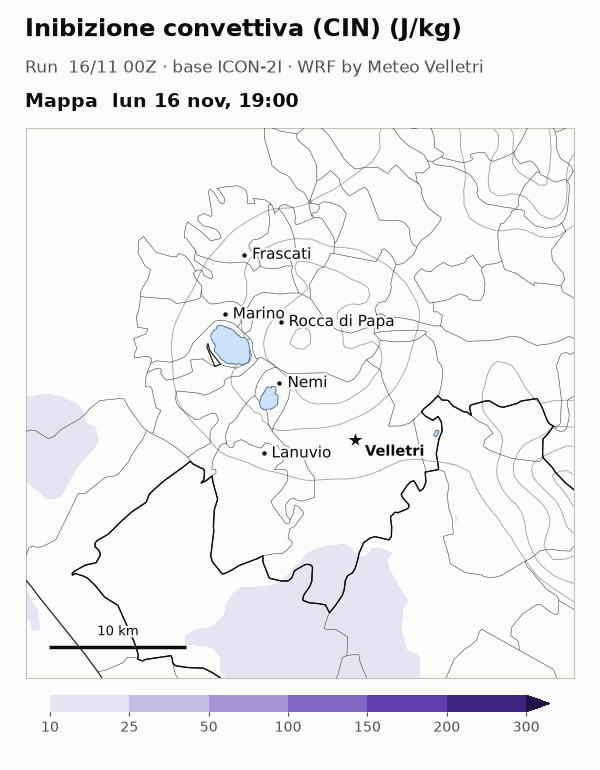 Inibizione convettiva (CIN) (J/kg)
Run  16/11 00Z · base ICON-2I · WRF by Meteo Velletri
Mappa  lun 16 nov, 19:00
Frascati
Marino
Rocca di Papa
Nemi
Velletri
Lanuvio
10 km
10 25 50 100 150 200 300